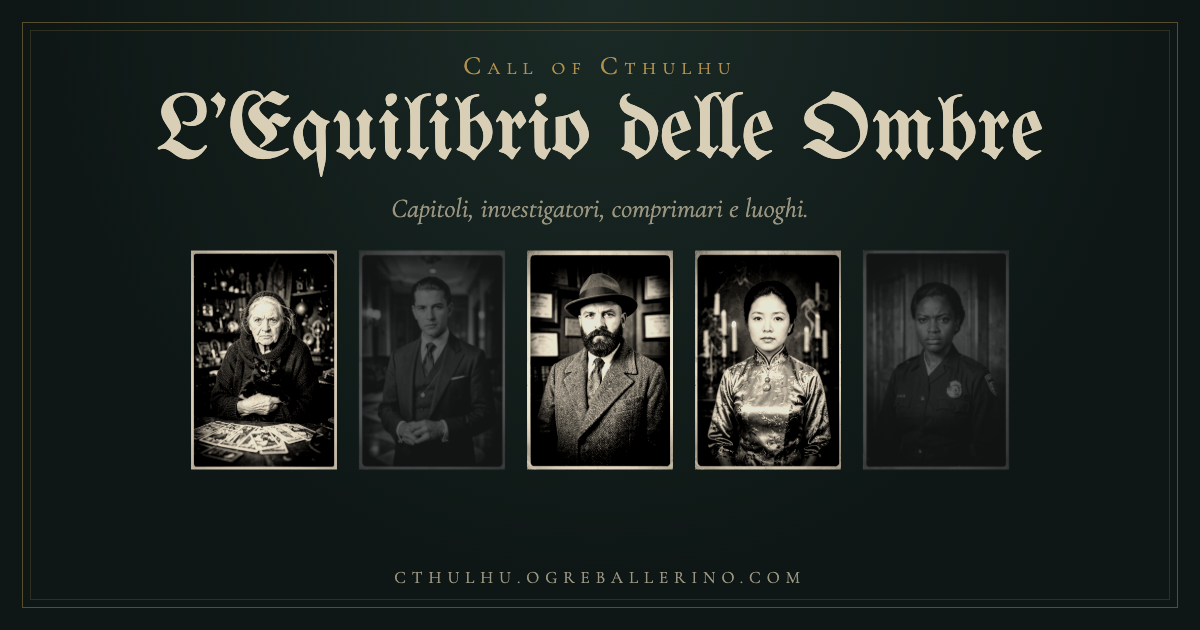 Call of Cthulhu
L'Equilibrio delle Ombre
Capitoli, investigatori, comprimari e luoghi.
CTHULHU.OGREBALLERINO.COM